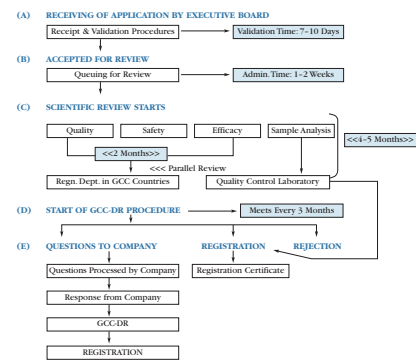 (A) RECEIVING OF APPLICATION BY EXECUTIVE BOARD
Receipt & Validation Procedures
Validation Time: 7–10 Days
(B) ACCEPTED FOR REVIEW
Queuing for Review
Admin. Time: 1–2 Weeks
(C) SCIENTIFIC REVIEW STARTS
Quality
Safety
Efficacy
Sample Analysis
<<4–5 Months>>
<<2 Months>>
<<< Parallel Review
Regn. Dept. in GCC Countries
Quality Control Laboratory
(D) START OF GCC-DR PROCEDURE
Meets Every 3 Months
(E) QUESTIONS TO COMPANY
REGISTRATION
REJECTION
Questions Processed by Company
Registration Certificate
Response from Company
GCC-DR
REGISTRATION